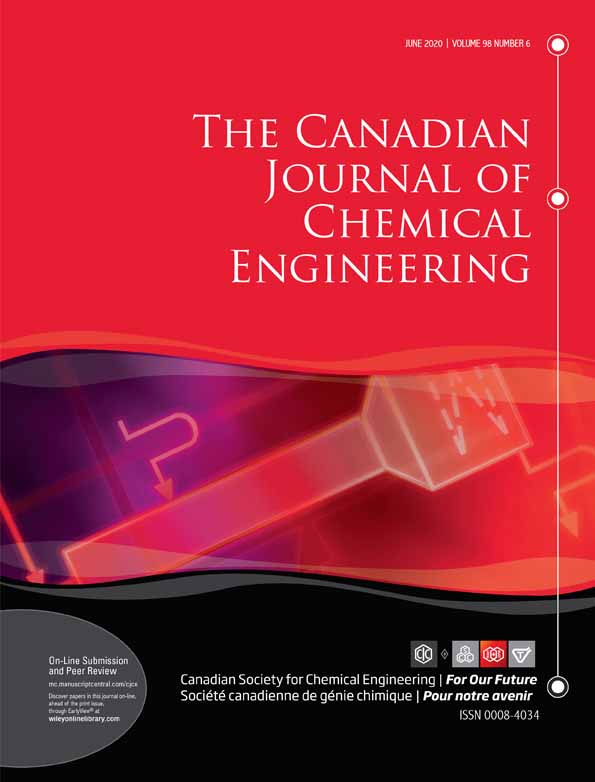 JUNE 2020 | VOLUME 98 NUMBER 6
THE CANADIAN
JOURNAL OF
CHEMICAL
ENGINEERING
On-Line Submission
and Peer Review
mc.manuscriptcentral.com/cjce
Discover papers in this journal on-line,
ahead of the print issue,
through EarlyView® at
wileyonlinelibrary.com
Canadian Society for Chemical Engineering | For Our Future
Société canadienne de génie chimique | Pour notre avenir
ISSN 0008-4034